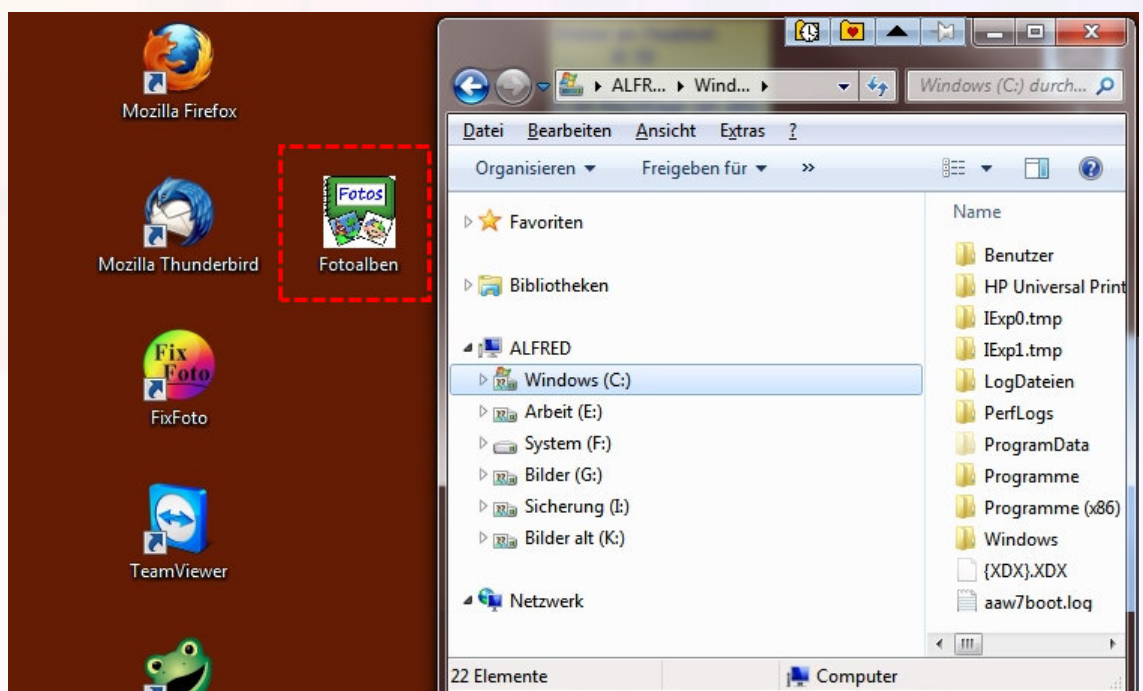 Mozilla Firefox
Mozilla Thunderbird
Fotos
Fotoalben
Fix
Foto
FixFoto
TeamViewer
ALFR... Wind...
Windows (C:) durch...
Datei Bearbeiten Ansicht Extras ?
Organisieren Freigeben für »
Favoriten
Bibliotheken
ALFRED
Windows (C:)
Arbeit (E:)
System (F:)
Bilder (G:)
Sicherung (I:)
Bilder alt (K:)
Netzwerk
Name
Benutzer
HP Universal Print
IExp0.tmp
IExp1.tmp
LogDateien
PerfLogs
ProgramData
Programme
Programme (x86)
Windows
{XDX}.XDX
aaw7boot.log
22 Elemente
Computer